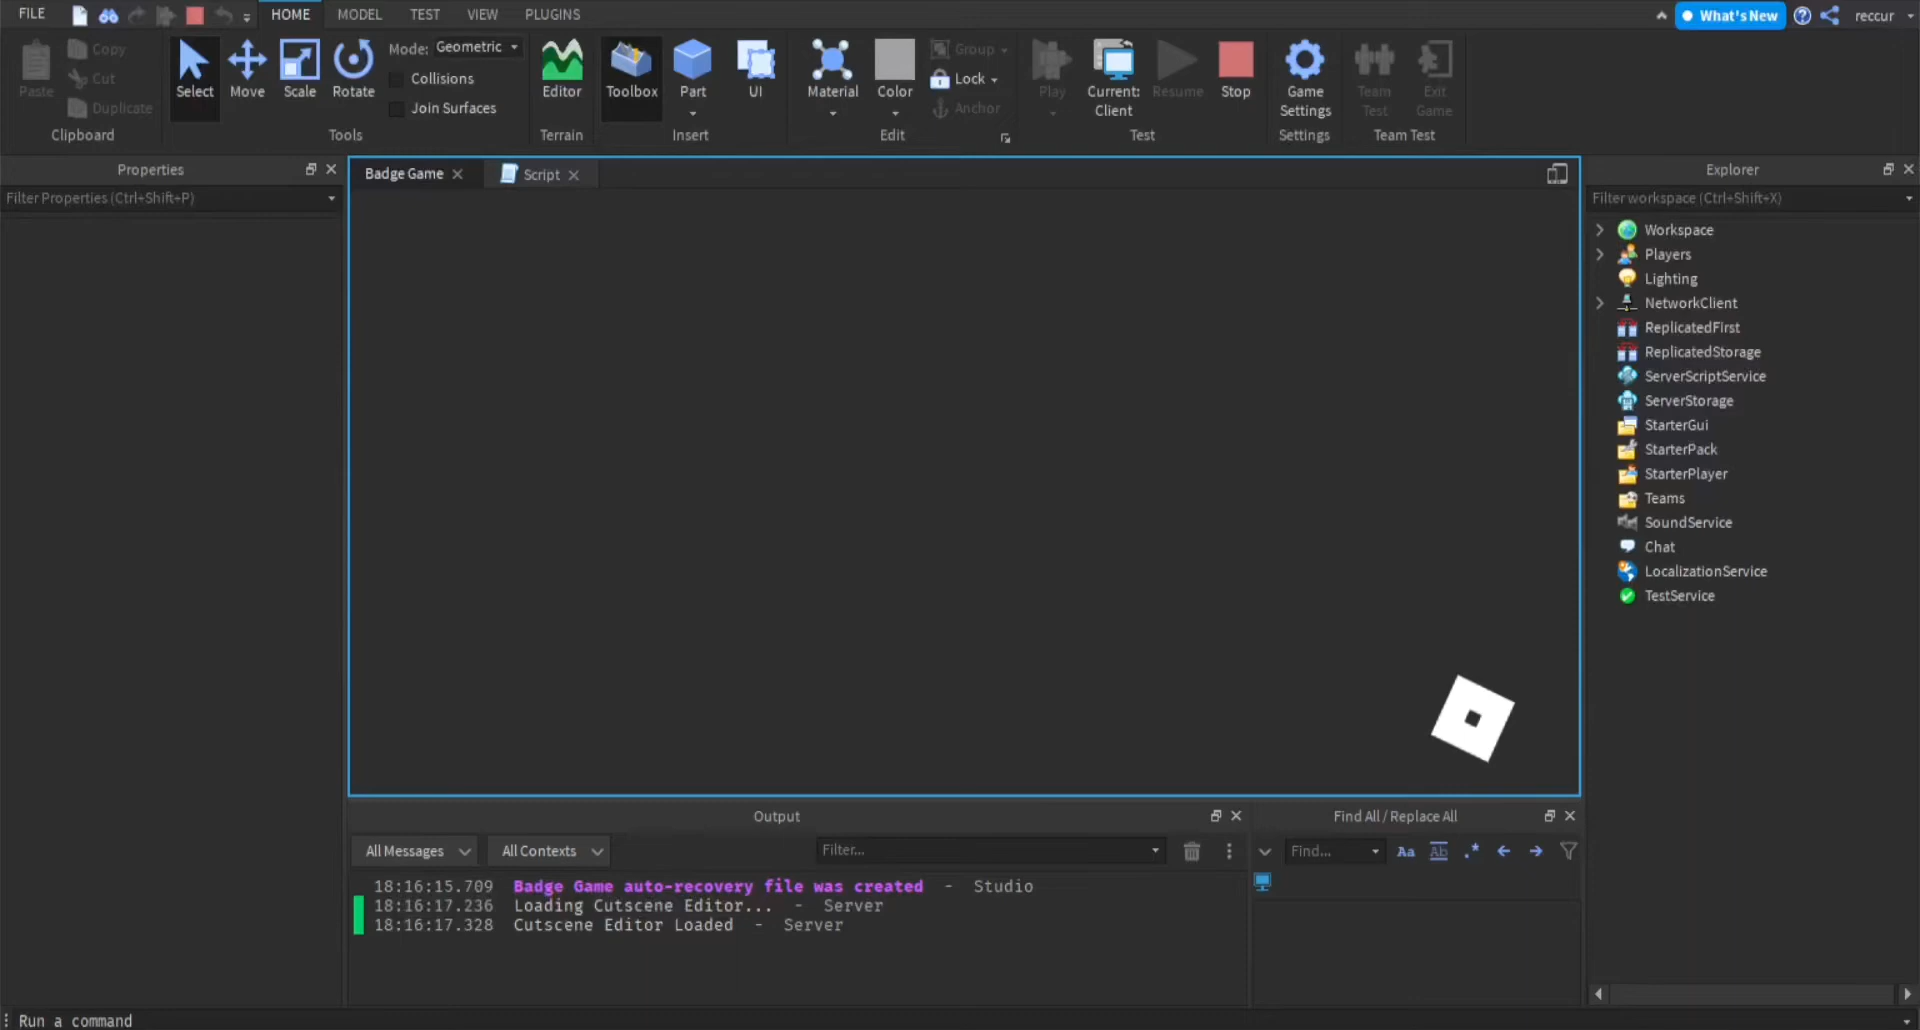 FILE HOME MODEL TEST VIEW PLUGINS What's New reccur
Paste Copy Cut Duplicate Clipboard
Select Move Scale Rotate Mode: Geometric Collisions Join Surfaces Tools
Editor Terrain
Toolbox Part UI Insert
Material Color Group Lock Anchor Edit
Play Current: Client Resume Stop Test
Game Settings Settings
Team Test Exit Game Team Test
Properties
Filter Properties (Ctrl+Shift+P)
Badge Game Script
Explorer
Filter workspace (Ctrl+Shift+X)
Workspace
Players
Lighting
NetworkClient
ReplicatedFirst
ReplicatedStorage
ServerScriptService
ServerStorage
StarterGui
StarterPack
StarterPlayer
Teams
SoundService
Chat
LocalizationService
TestService
Output
All Messages All Contexts Filter...
18:16:15.709 Badge Game auto-recovery file was created - Studio
18:16:17.236 Loading Cutscene Editor... - Server
18:16:17.328 Cutscene Editor Loaded - Server
Find All / Replace All
Find... Aa Ab .*
Run a command